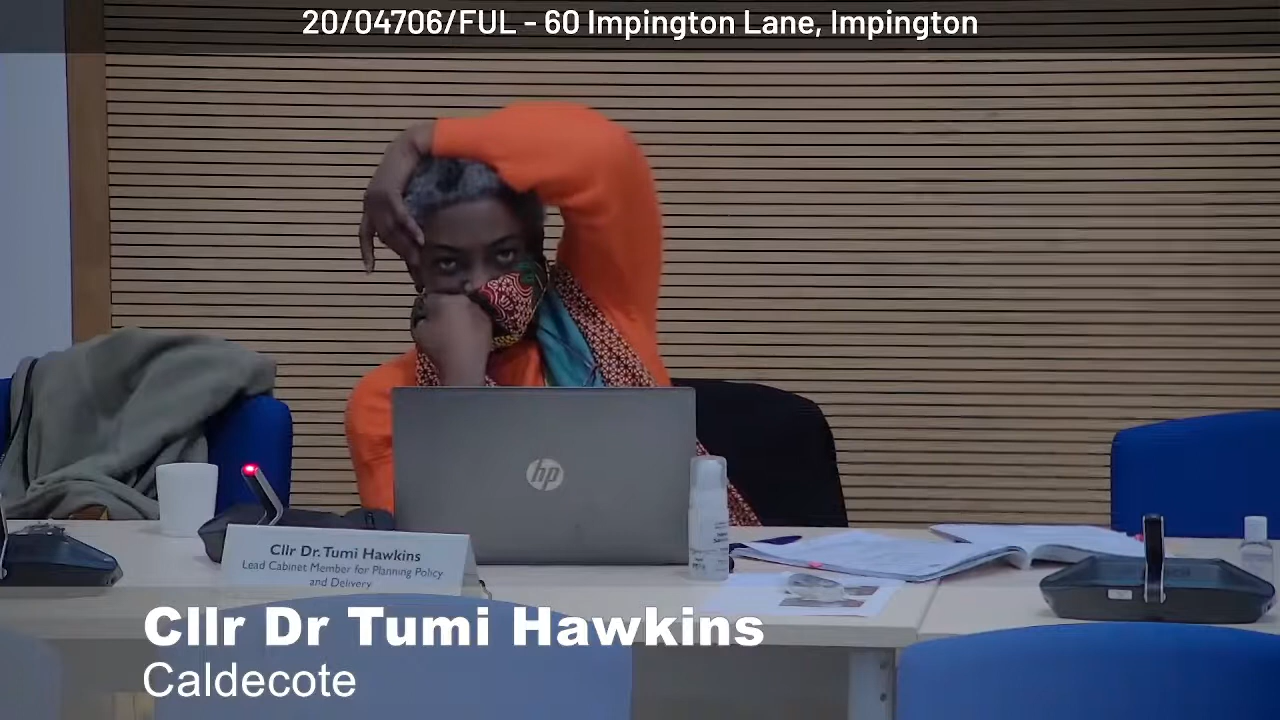 20/04706/FUL - 60 Impington Lane, Impington
hp
Cllr Dr. Tumi Hawkins
Lead Cabinet Member for Planning Policy
and Delivery
Cllr Dr Tumi Hawkins
Caldecote